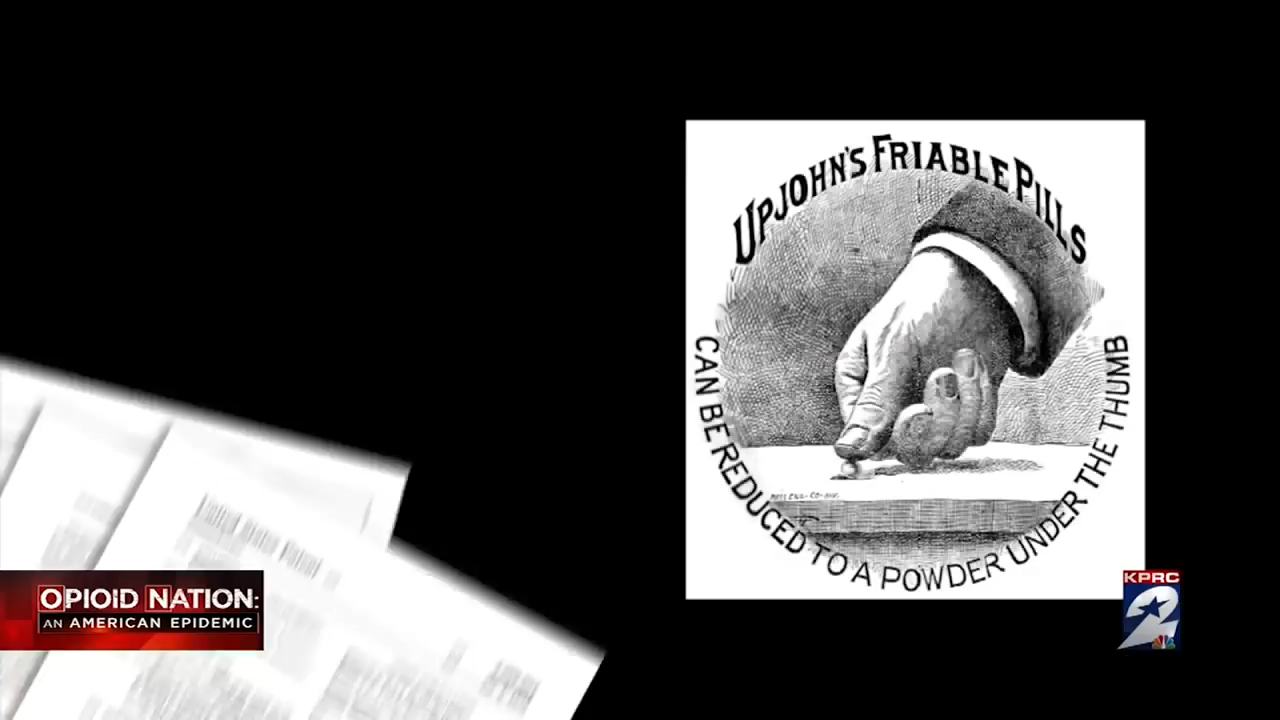 UPJOHN'S FRIABLE PILLS
CAN BE REDUCED TO A POWDER UNDER THE THUMB
OPIOID NATION:
AN AMERICAN EPIDEMIC
KPRC
2